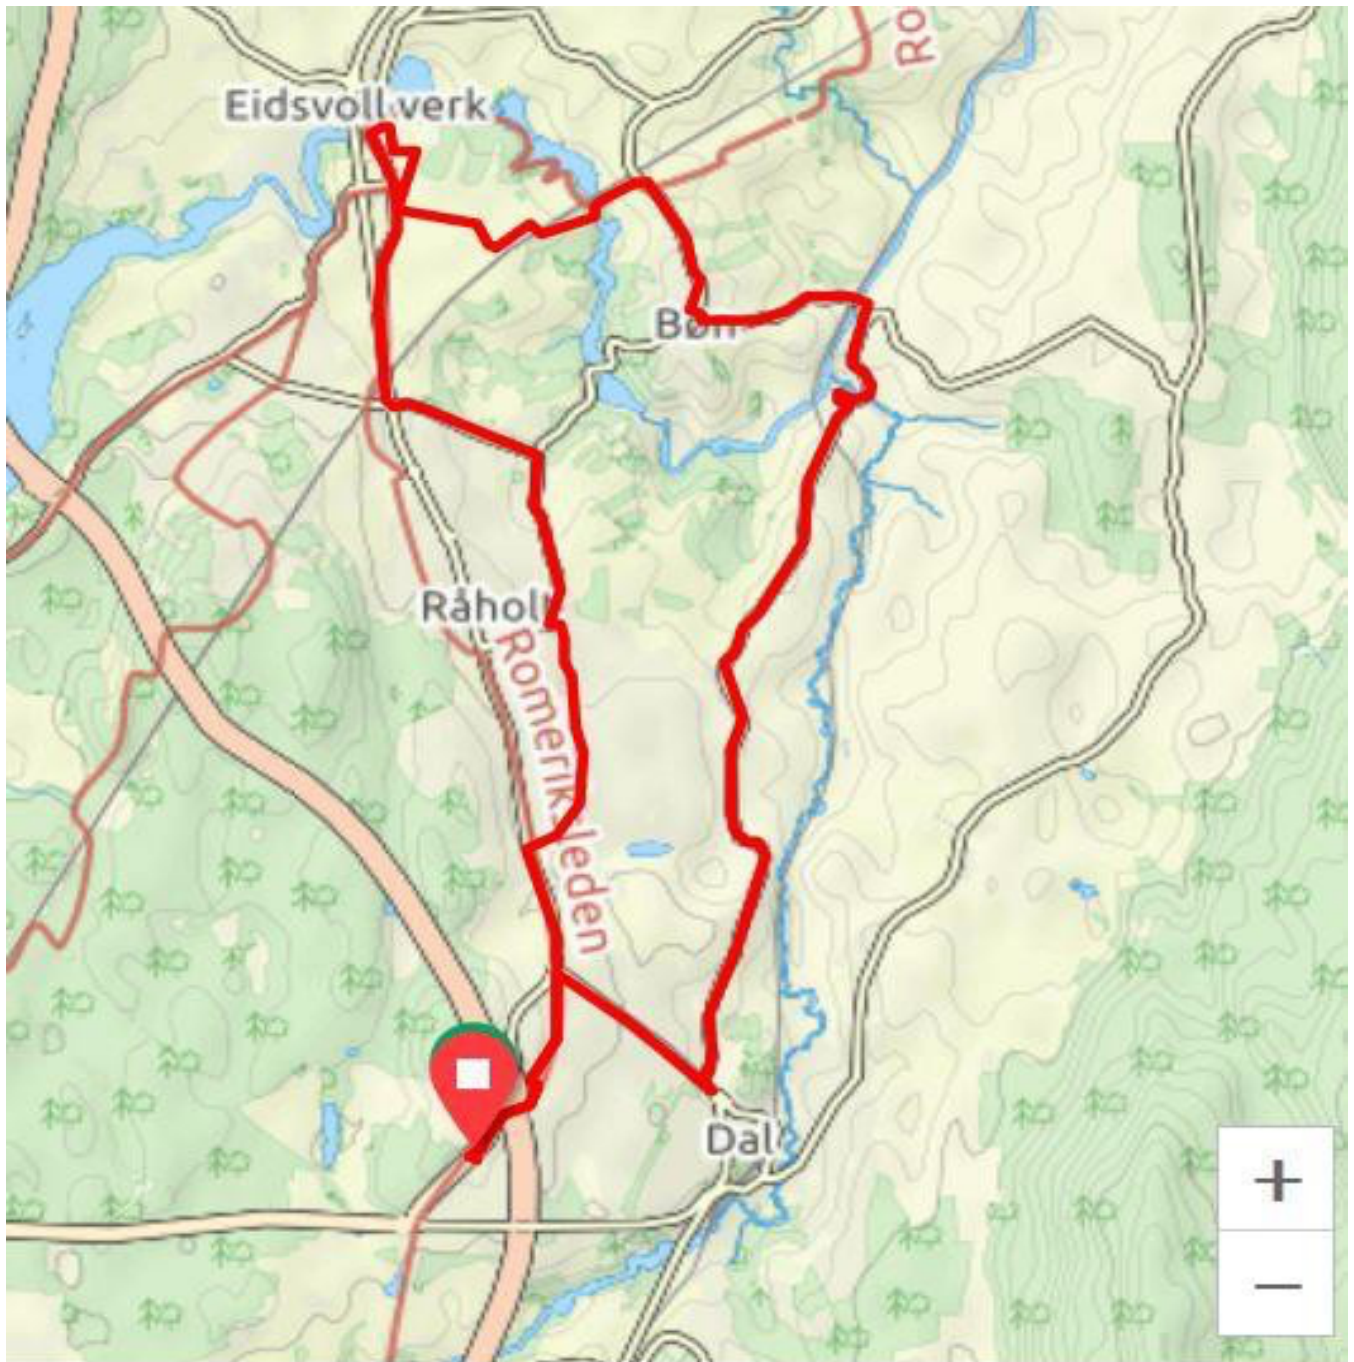 Ro
Eidsvoll verk
Bøn
Råholt
Romeriksleden
Dal
+
−